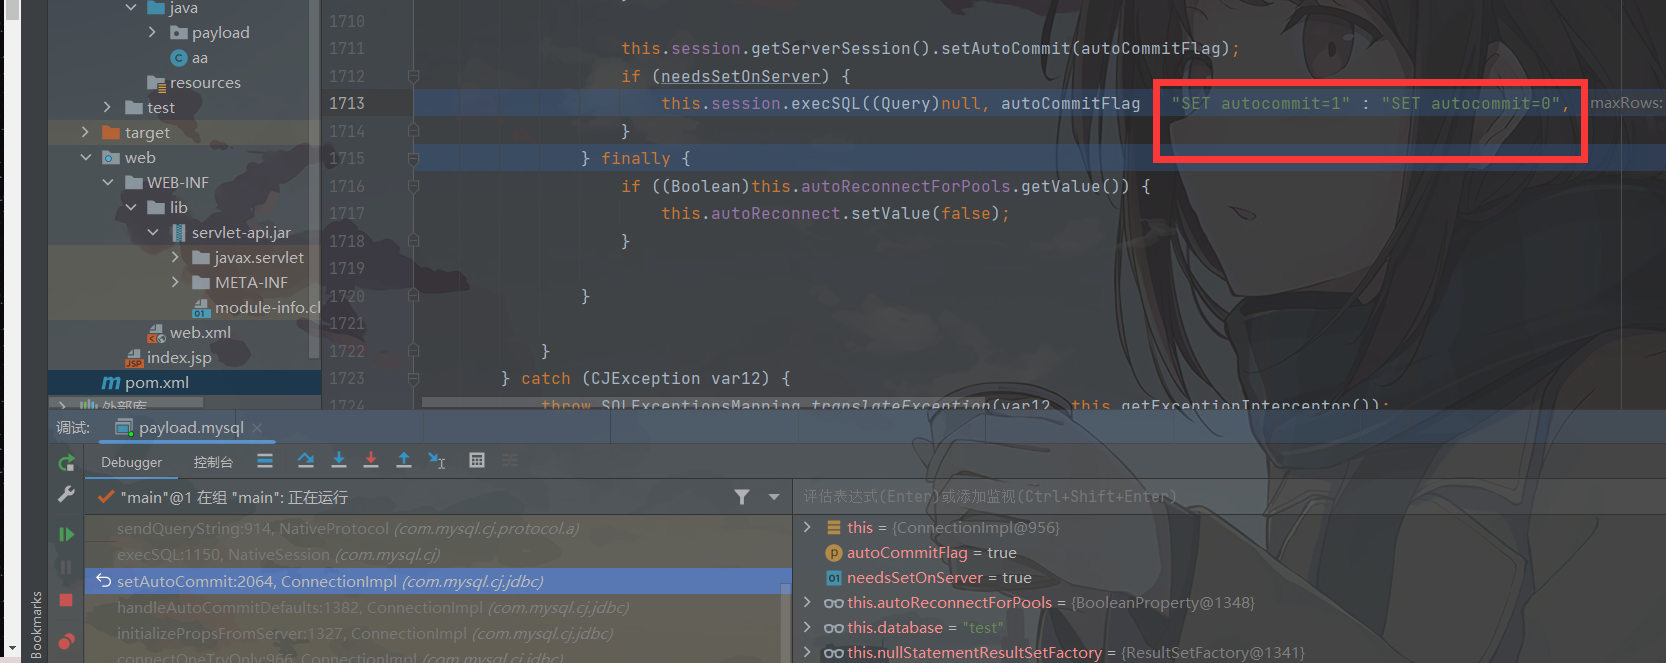 java
payload
aa
resources
test
target
web
WEB-INF
lib
servlet-api.jar
javax.servlet
META-INF
module-info.cl
web.xml
index.jsp
pom.xml
外部库
1710
1711 this.session.getServerSession().setAutoCommit(autoCommitFlag);
1712 if (needsSetOnServer) {
1713 this.session.execSQL((Query)null, autoCommitFlag "SET autocommit=1" : "SET autocommit=0", maxRows:
1714 }
1715 } finally {
1716 if ((Boolean)this.autoReconnectForPools.getValue()) {
1717 this.autoReconnect.setValue(false);
1718 }
1719
1720 }
1721
1722 }
1723 } catch (CJException var12) {
1724 throw SQLExceptionsMapping.translateException(var12, this.getExceptionInterceptor());
调试: payload.mysql
Debugger 控制台
"main"@1 在组 "main": 正在运行
评估表达式(Enter)或添加监视(Ctrl+Shift+Enter)
sendQueryString:914, NativeProtocol (com.mysql.cj.protocol.a)
execSQL:1150, NativeSession (com.mysql.cj)
setAutoCommit:2064, ConnectionImpl (com.mysql.cj.jdbc)
handleAutoCommitDefaults:1382, ConnectionImpl (com.mysql.cj.jdbc)
initializePropsFromServer:1327, ConnectionImpl (com.mysql.cj.jdbc)
connectOneTryOnly:966, ConnectionImpl (com.mysql.cj.jdbc)
this = {ConnectionImpl@956}
autoCommitFlag = true
needsSetOnServer = true
this.autoReconnectForPools = {BooleanProperty@1348}
this.database = "test"
this.nullStatementResultSetFactory = {ResultSetFactory@1341}
Bookmarks